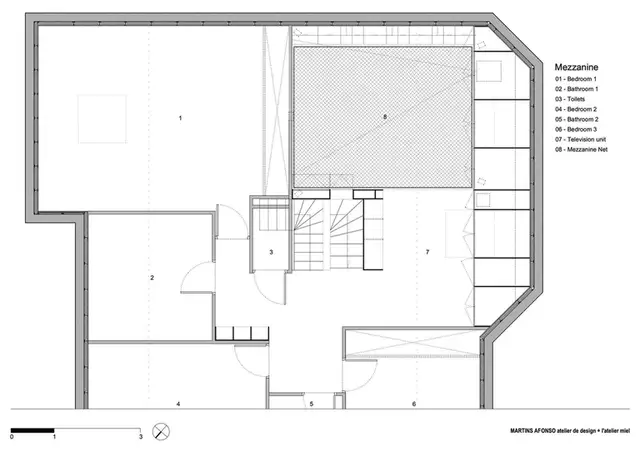 Mezzanine
01 - Bedroom 1
02 - Bathroom 1
03 - Toilets
04 - Bedroom 2
05 - Bathroom 2
06 - Bedroom 3
07 - Television unit
08 - Mezzanine Net
1
8
2
3
7
4
5
6
0 1 3
MARTINS AFONSO atelier de design + l'atelier miel